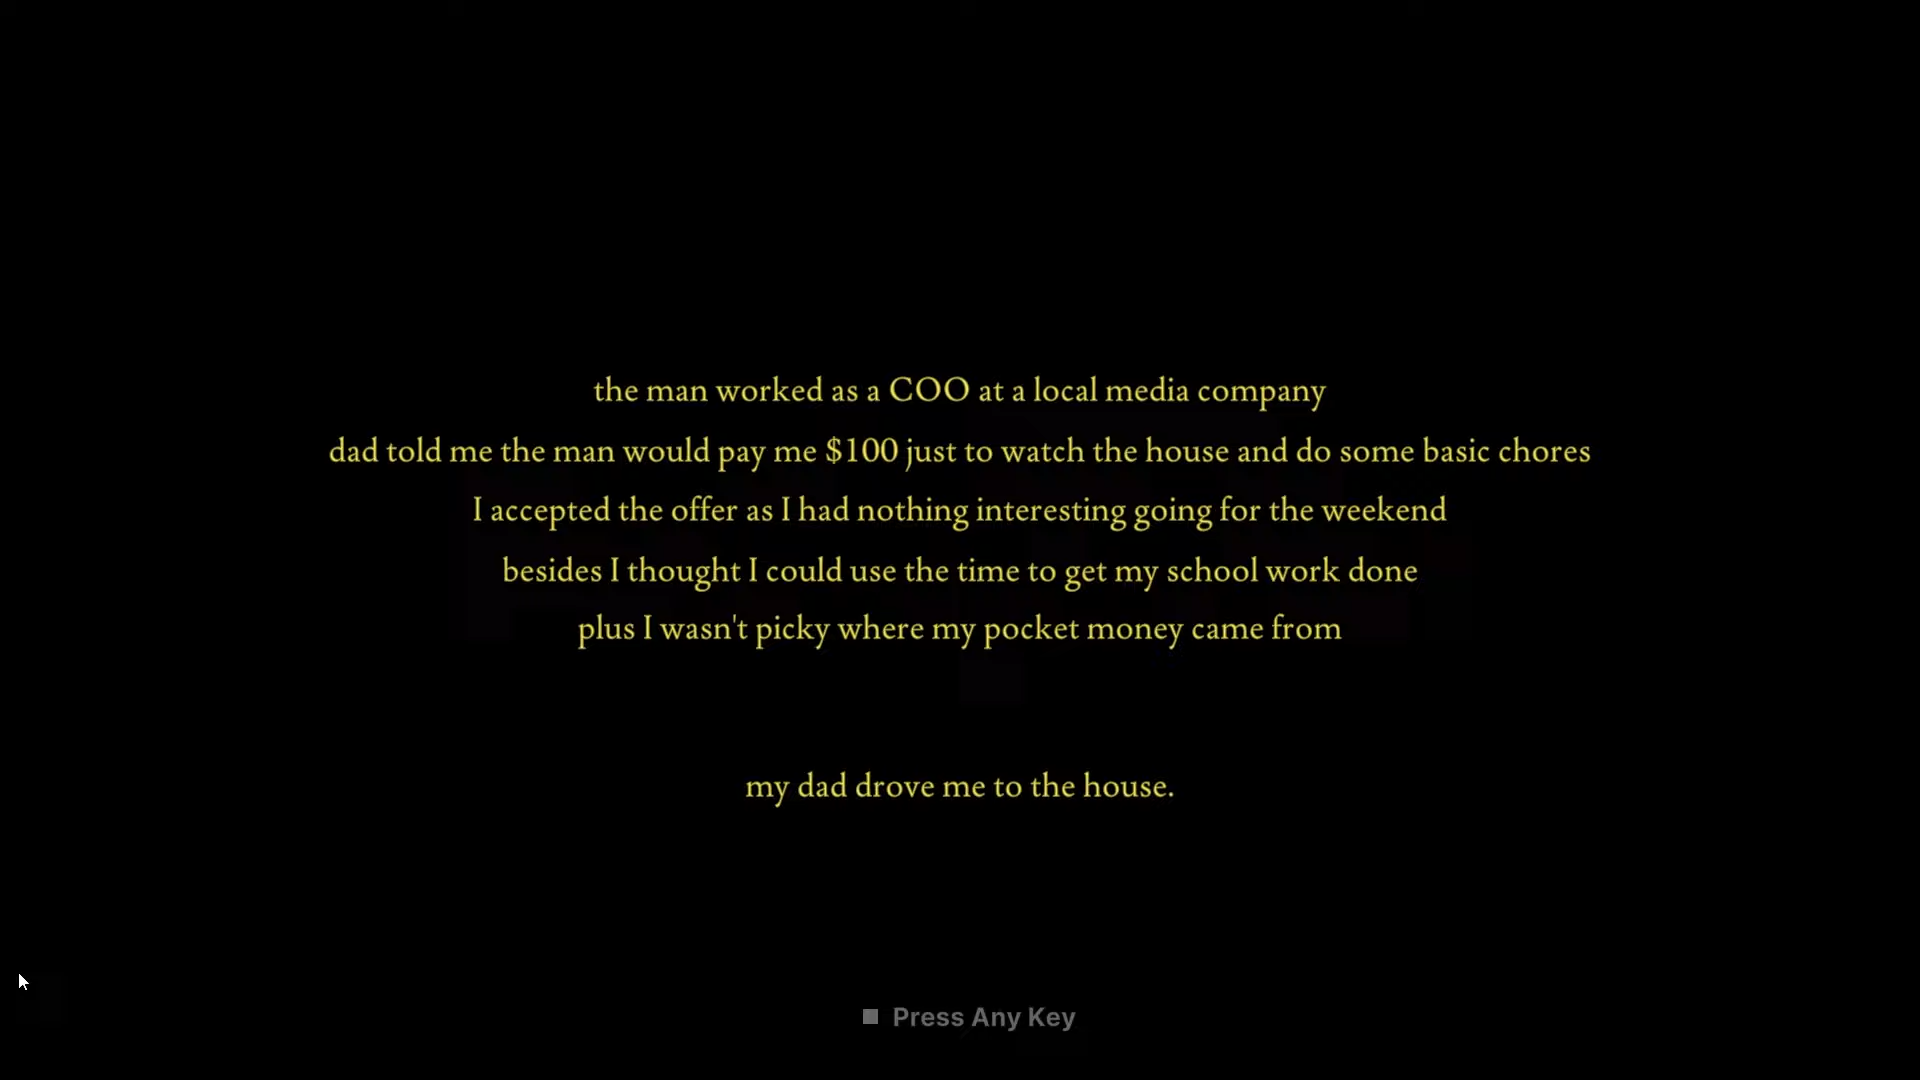 the man worked as a COO at a local media company
dad told me the man would pay me $100 just to watch the house and do some basic chores
I accepted the offer as I had nothing interesting going for the weekend
besides I thought I could use the time to get my school work done
plus I wasn't picky where my pocket money came from
my dad drove me to the house.
Press Any Key